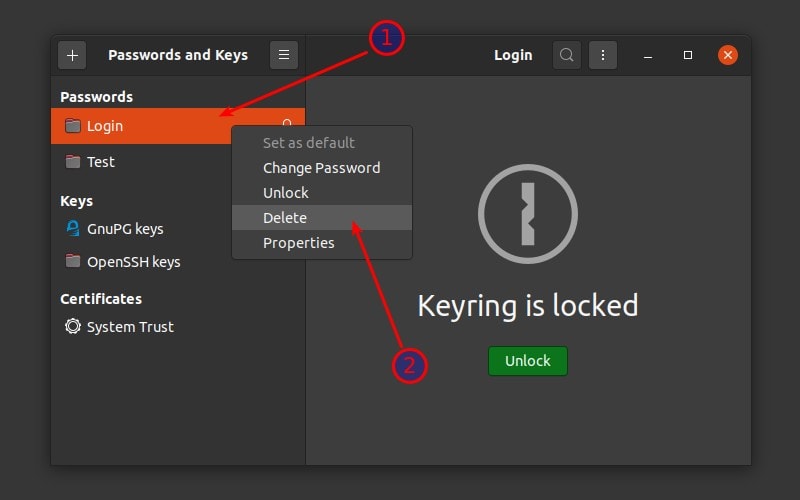 Passwords and Keys
Login
1
Passwords
Login
Test
Keys
GnuPG keys
OpenSSH keys
Certificates
System Trust
Set as default
Change Password
Unlock
Delete
Properties
Keyring is locked
Unlock
2